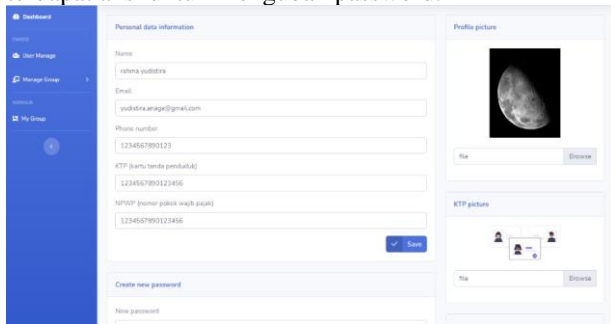 Dashboard
User Manage
Manage Group
My Group
Personal data information
Name
rahma yudistira
Email
yudistira.anaga@gmail.com
Phone number
1234567890123
KTP (kartu tanda penduduk)
1234567890123456
NPWP (nomor pokok wajib pajak)
1234567890123456
Save
Create new password
New password
Profile picture
file
Browse
KTP picture
file
Browse